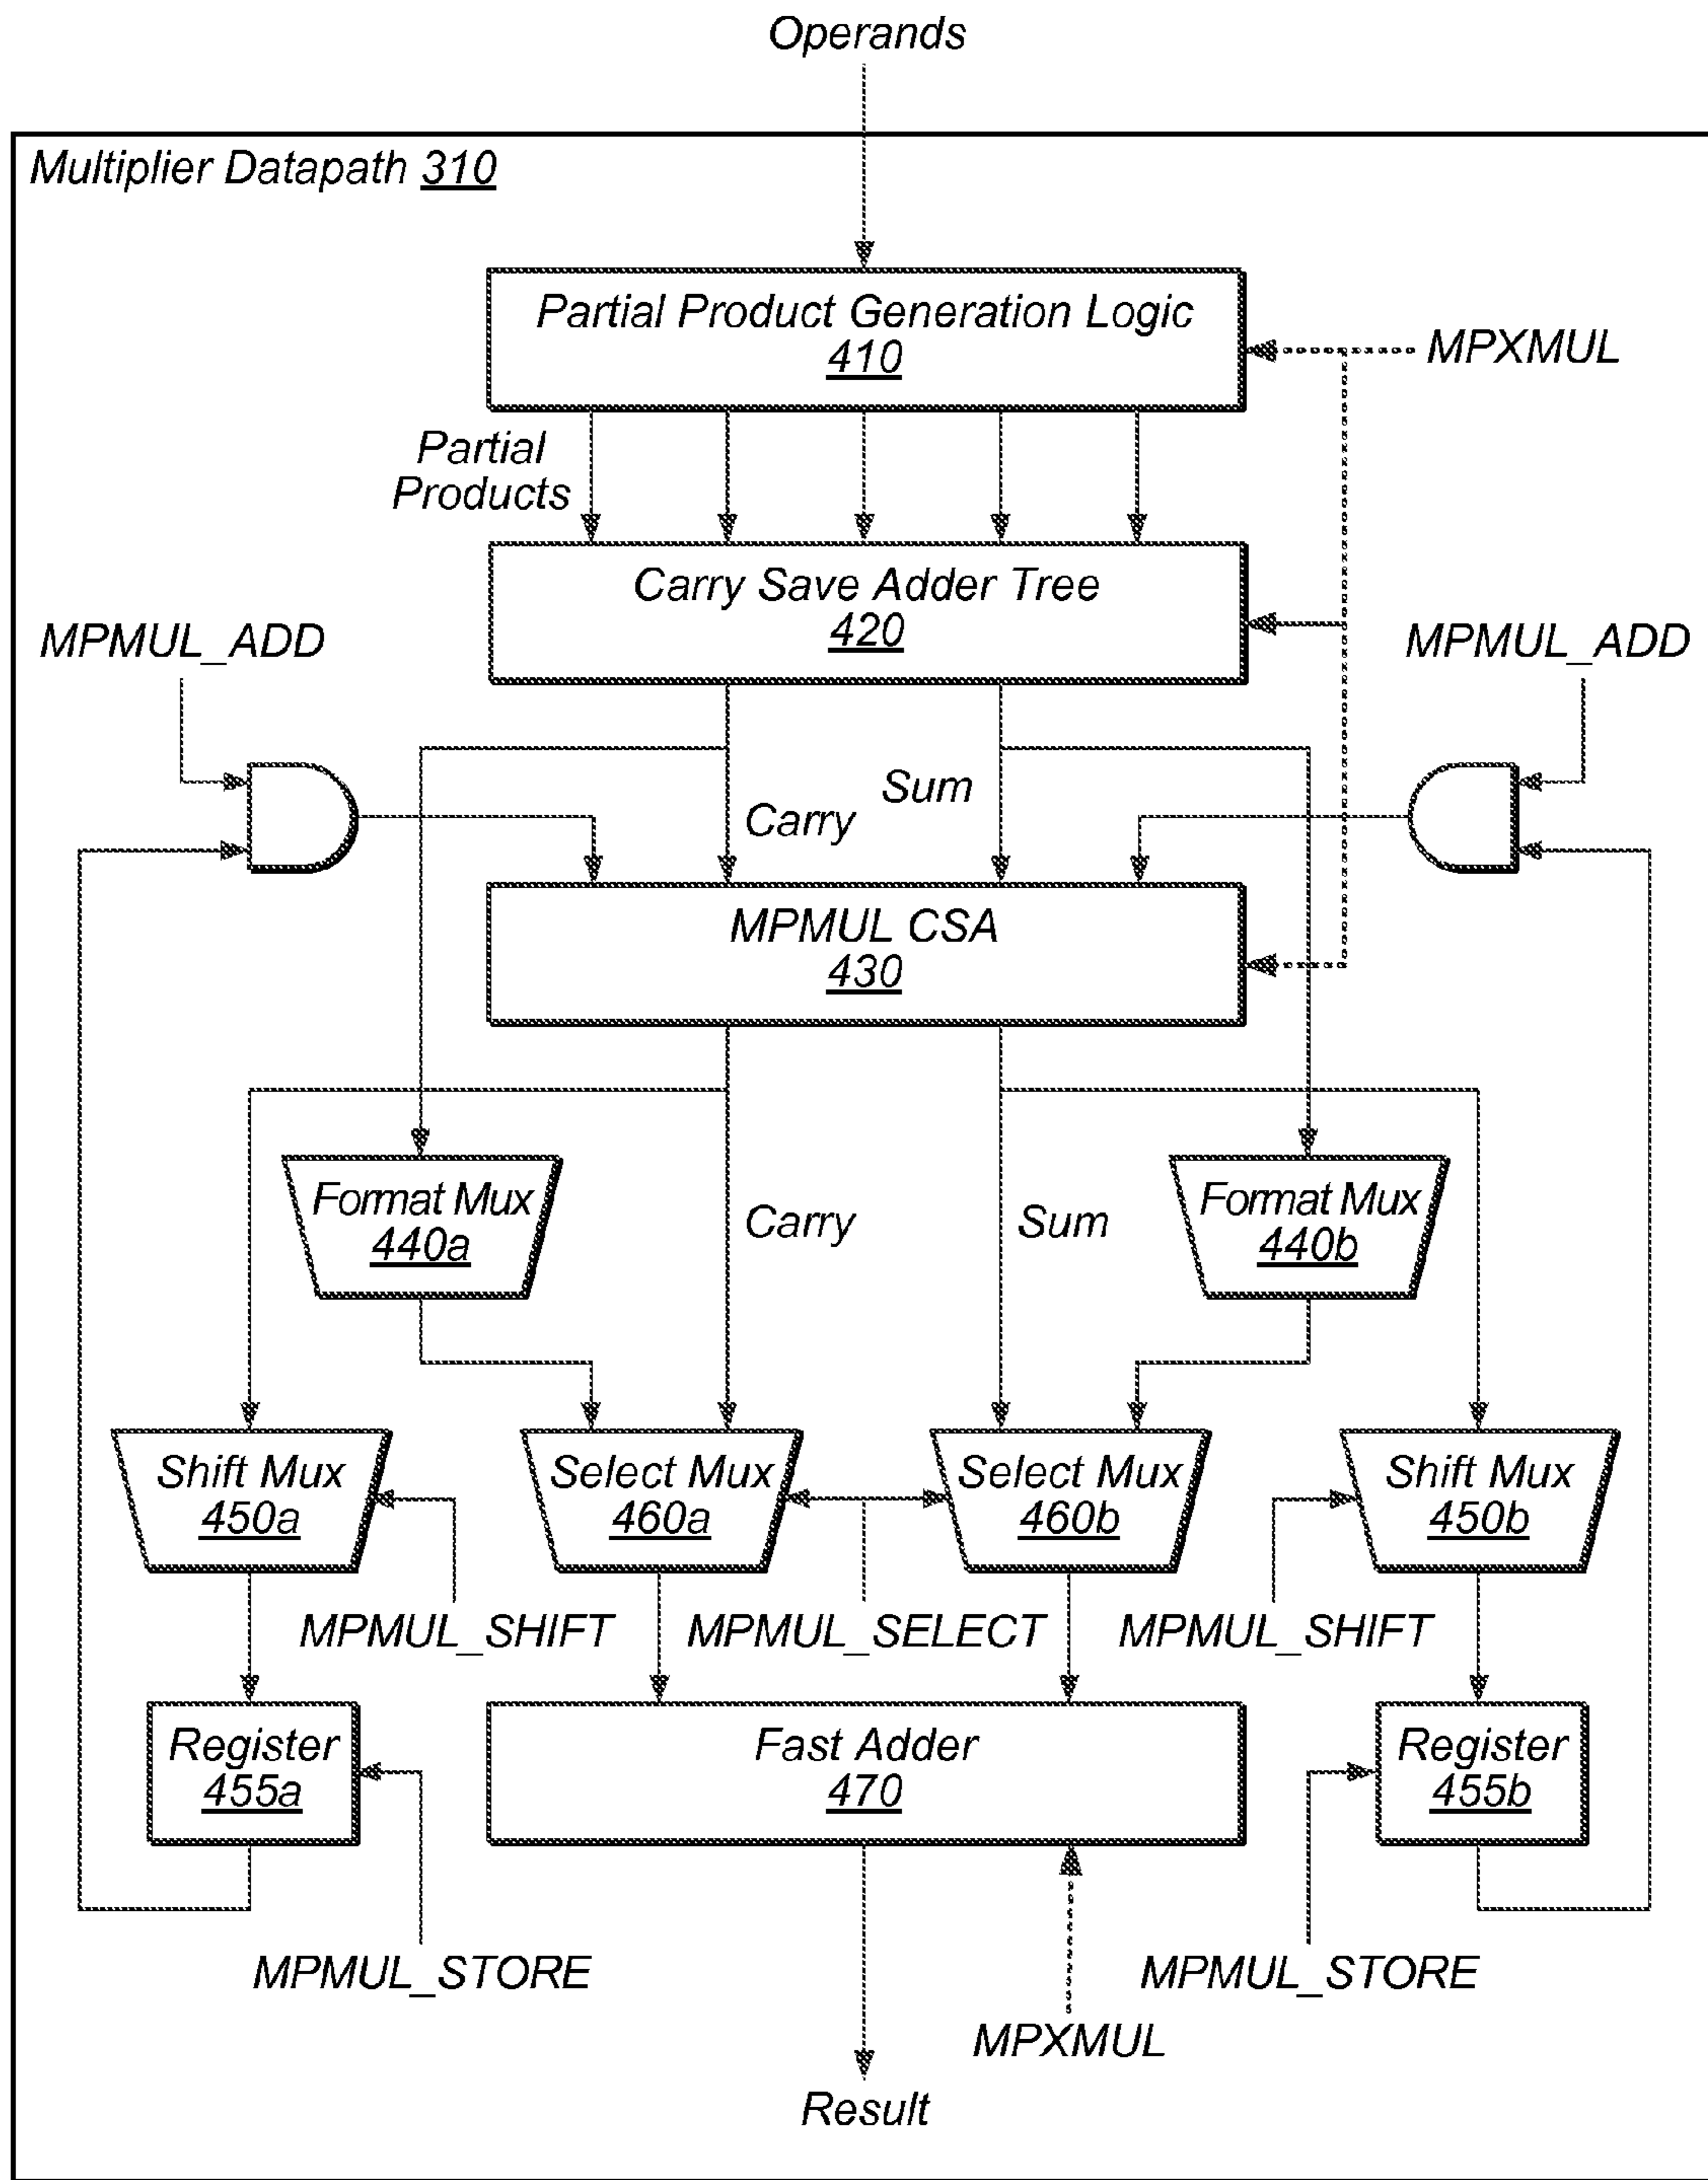 Operands
Multiplier Datapath 310
Partial Product Generation Logic
410
MPXMUL
Partial
Products
Carry Save Adder Tree
420
MPMUL_ADD
MPMUL_ADD
Sum
Carry
MPMUL CSA
430
Format Mux
440a
Carry
Sum
Format Mux
440b
Shift Mux
450a
Select Mux
460a
Select Mux
460b
Shift Mux
450b
MPMUL_SHIFT
MPMUL_SELECT
MPMUL_SHIFT
Register
455a
Fast Adder
470
Register
455b
MPMUL_STORE
MPMUL_STORE
MPXMUL
Result